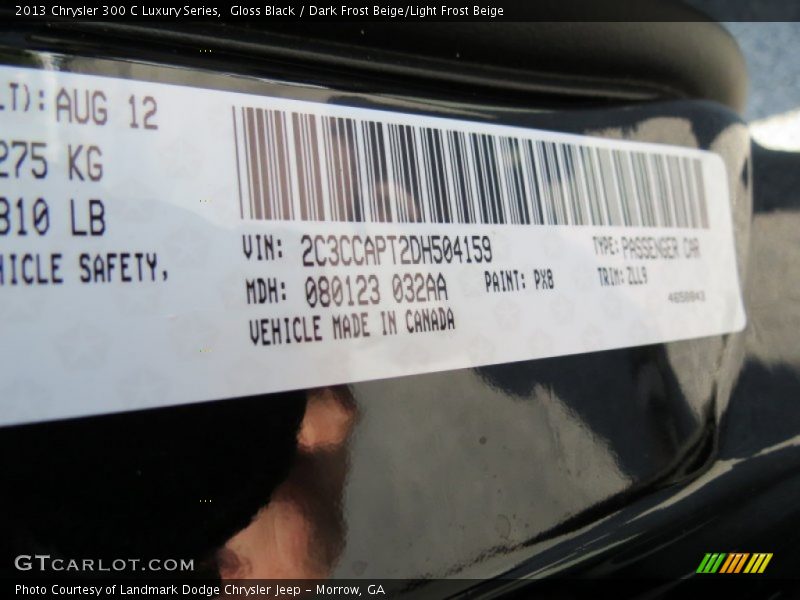 2013 Chrysler 300 C Luxury Series,  Gloss Black / Dark Frost Beige/Light Frost Beige
LT): AUG 12
275 KG
310 LB
HICLE SAFETY,
VIN: 2C3CCAPT2DH504159
TYPE: PASSENGER CAR
MDH: 080123 032AA
PAINT: PX8
TRIM: ZLL9
VEHICLE MADE IN CANADA
GTCARLOT.COM
Photo Courtesy of Landmark Dodge Chrysler Jeep – Morrow, GA